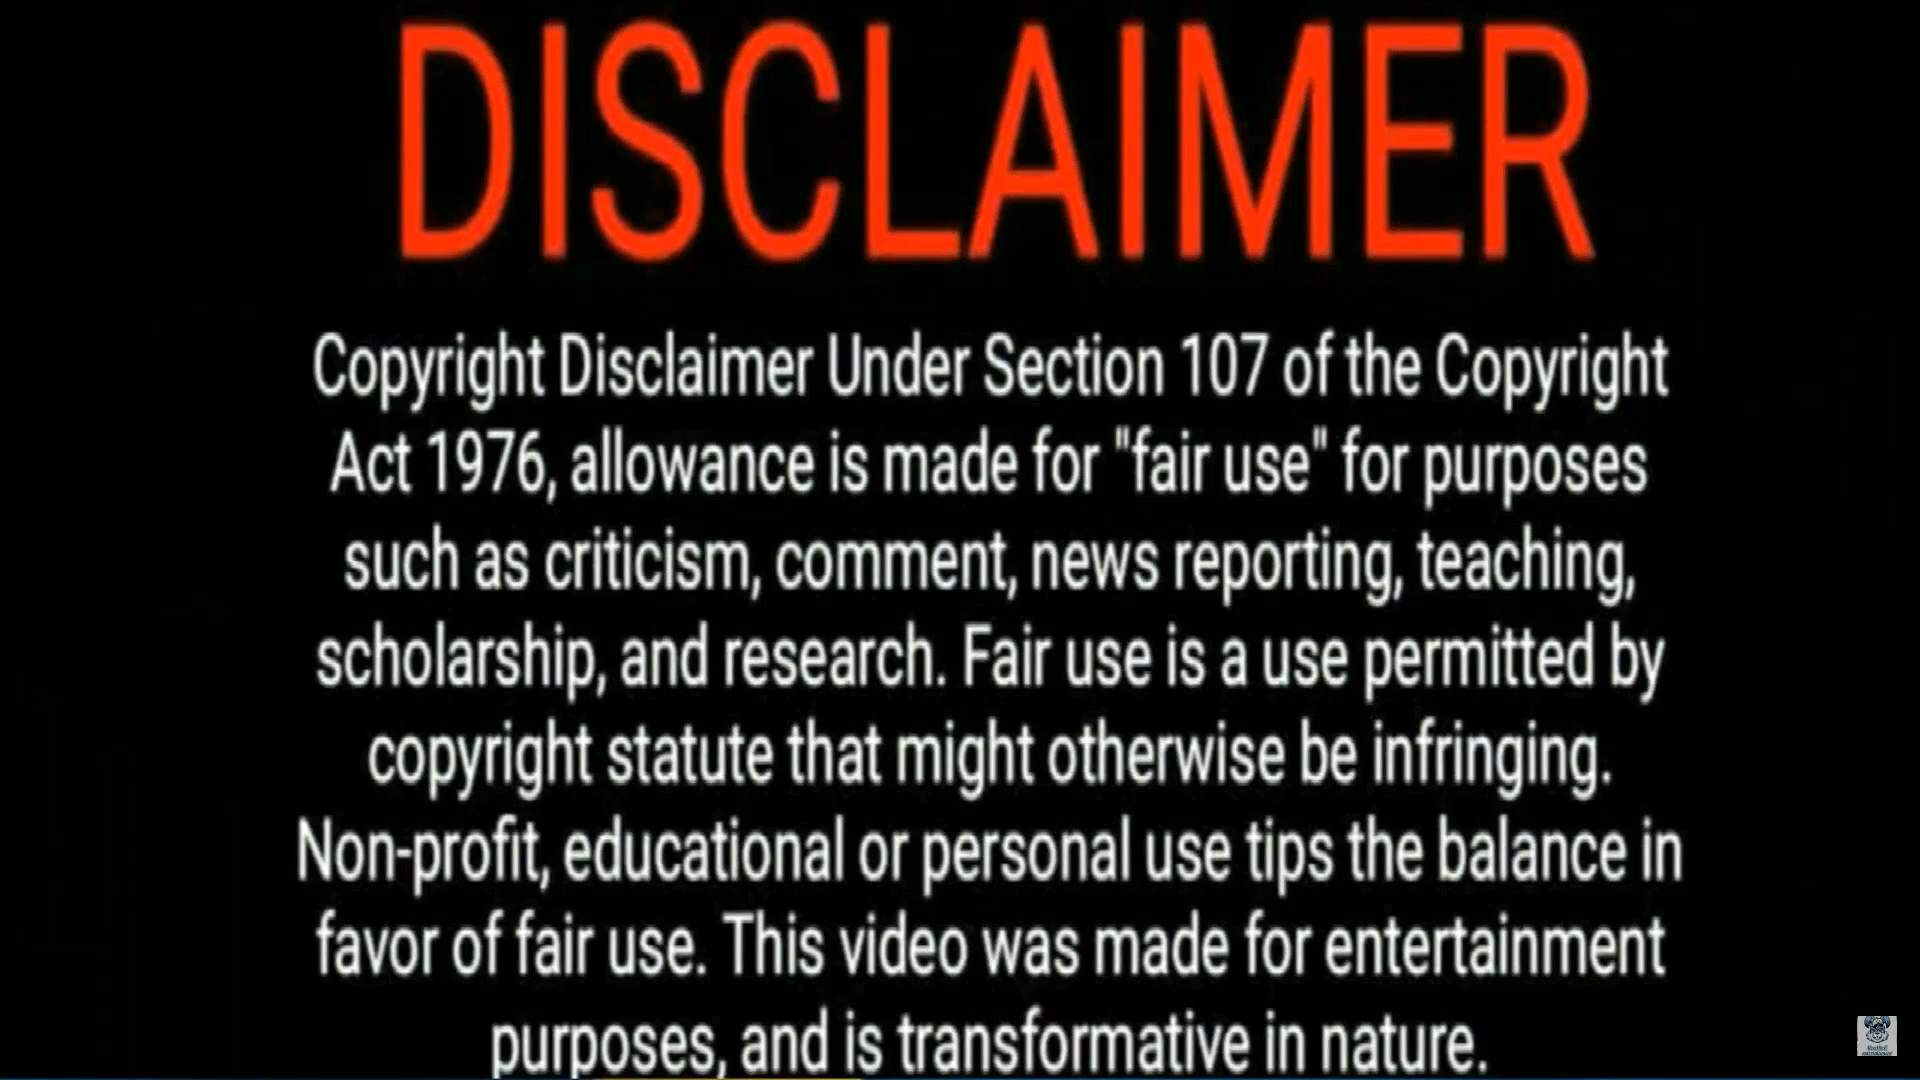 DISCLAIMER
Copyright Disclaimer Under Section 107 of the Copyright
Act 1976, allowance is made for "fair use" for purposes
such as criticism, comment, news reporting, teaching,
scholarship, and research. Fair use is a use permitted by
copyright statute that might otherwise be infringing.
Non-profit, educational or personal use tips the balance in
favor of fair use. This video was made for entertainment
purposes, and is transformative in nature.